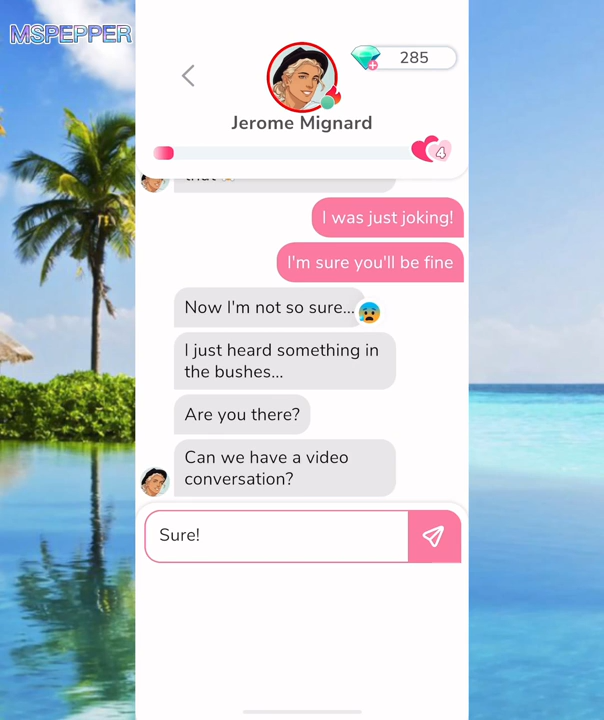 MSPEPPER
285
Jerome Mignard
4
I was just joking!
I'm sure you'll be fine
Now I'm not so sure...
I just heard something in
the bushes...
Are you there?
Can we have a video
conversation?
Sure!